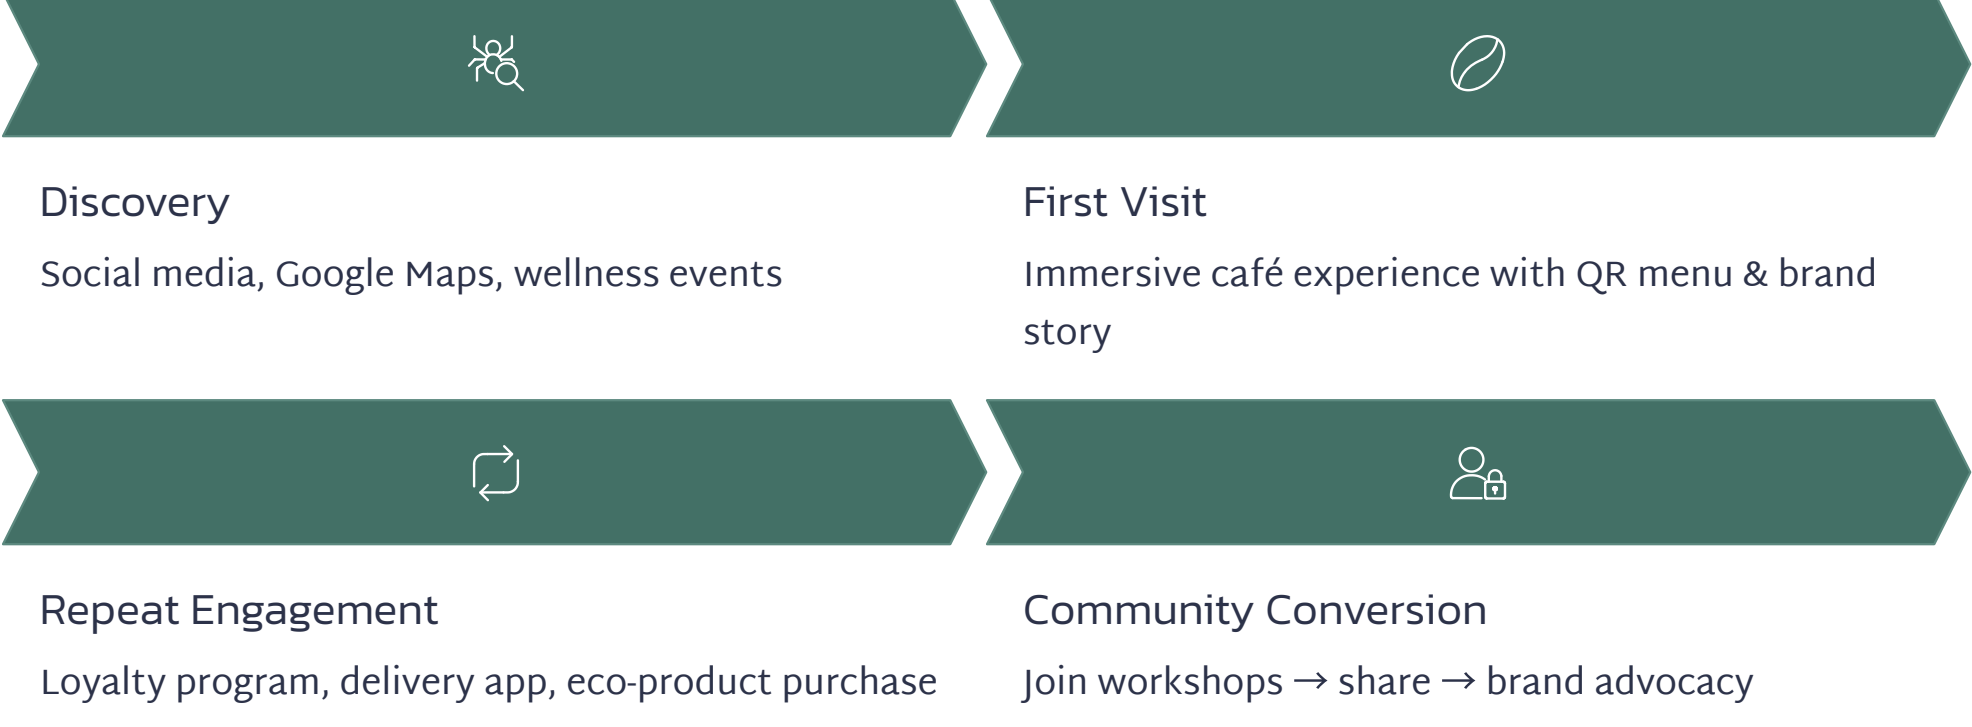 Discovery
Social media, Google Maps, wellness events
First Visit
Immersive café experience with QR menu & brand
story
Repeat Engagement
Loyalty program, delivery app, eco-product purchase
Community Conversion
Join workshops → share → brand advocacy